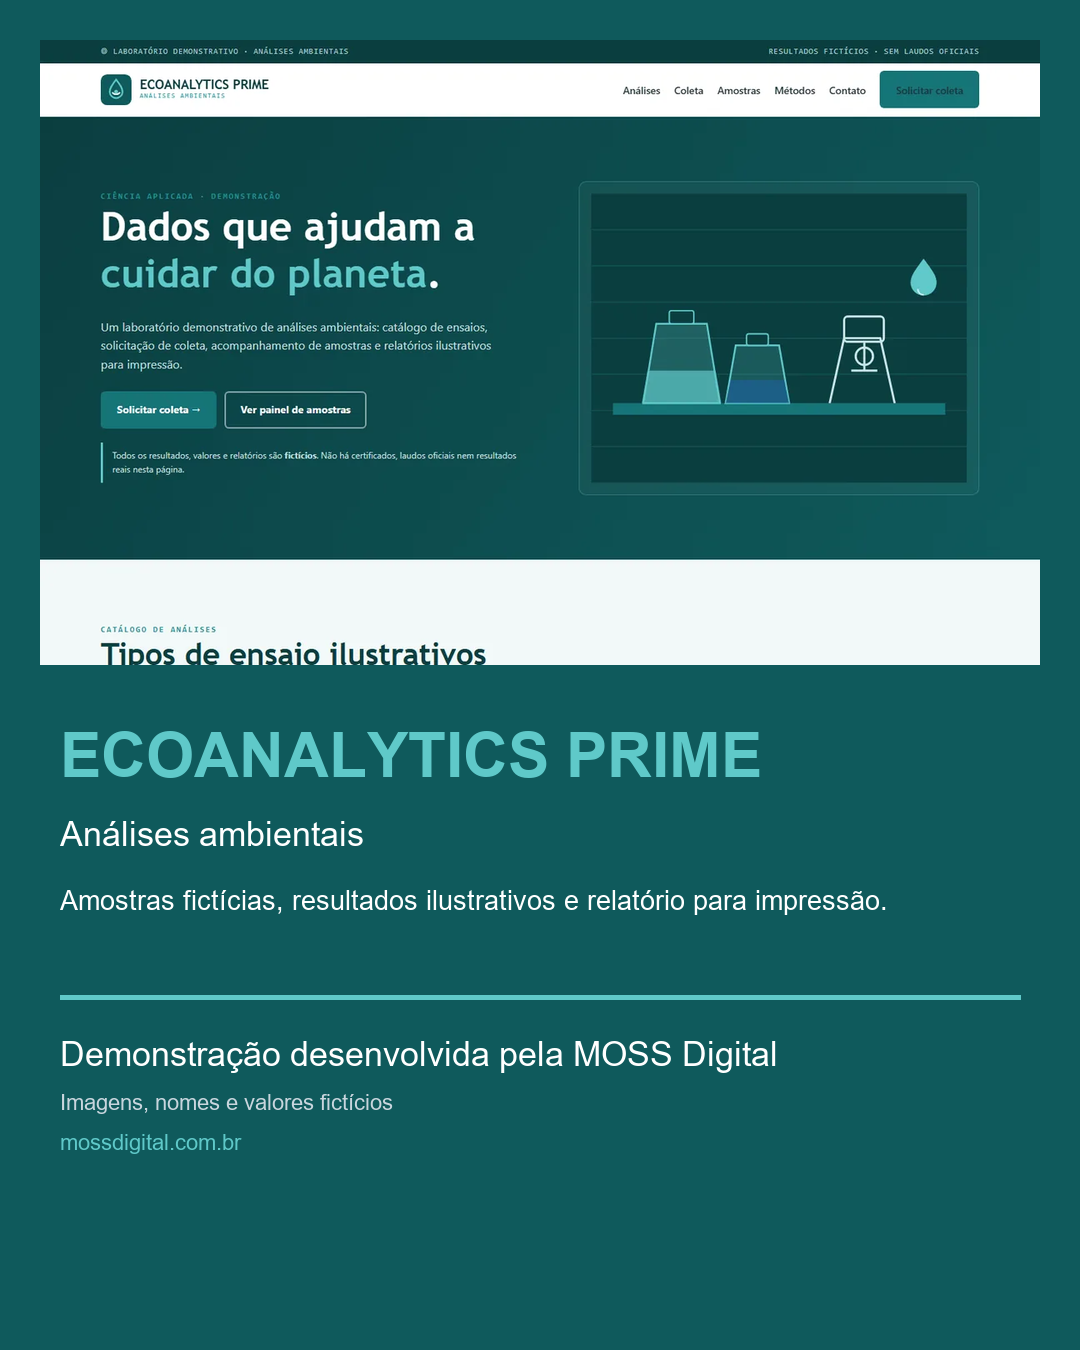 LABORATÓRIO DEMONSTRATIVO · ANÁLISES AMBIENTAIS
RESULTADOS FICTÍCIOS · SEM LAUDOS OFICIAIS
ECOANALYTICS PRIME
ANÁLISES AMBIENTAIS
Análises Coleta Amostras Métodos Contato Solicitar coleta
CIÊNCIA APLICADA · DEMONSTRAÇÃO
Dados que ajudam a
cuidar do planeta.
Um laboratório demonstrativo de análises ambientais: catálogo de ensaios,
solicitação de coleta, acompanhamento de amostras e relatórios ilustrativos
para impressão.
Solicitar coleta → Ver painel de amostras
Todos os resultados, valores e relatórios são fictícios. Não há certificados, laudos oficiais nem resultados
reais nesta página.
CATÁLOGO DE ANÁLISES
Tipos de ensaio ilustrativos
ECOANALYTICS PRIME
Análises ambientais
Amostras fictícias, resultados ilustrativos e relatório para impressão.
Demonstração desenvolvida pela MOSS Digital
Imagens, nomes e valores fictícios
mossdigital.com.br